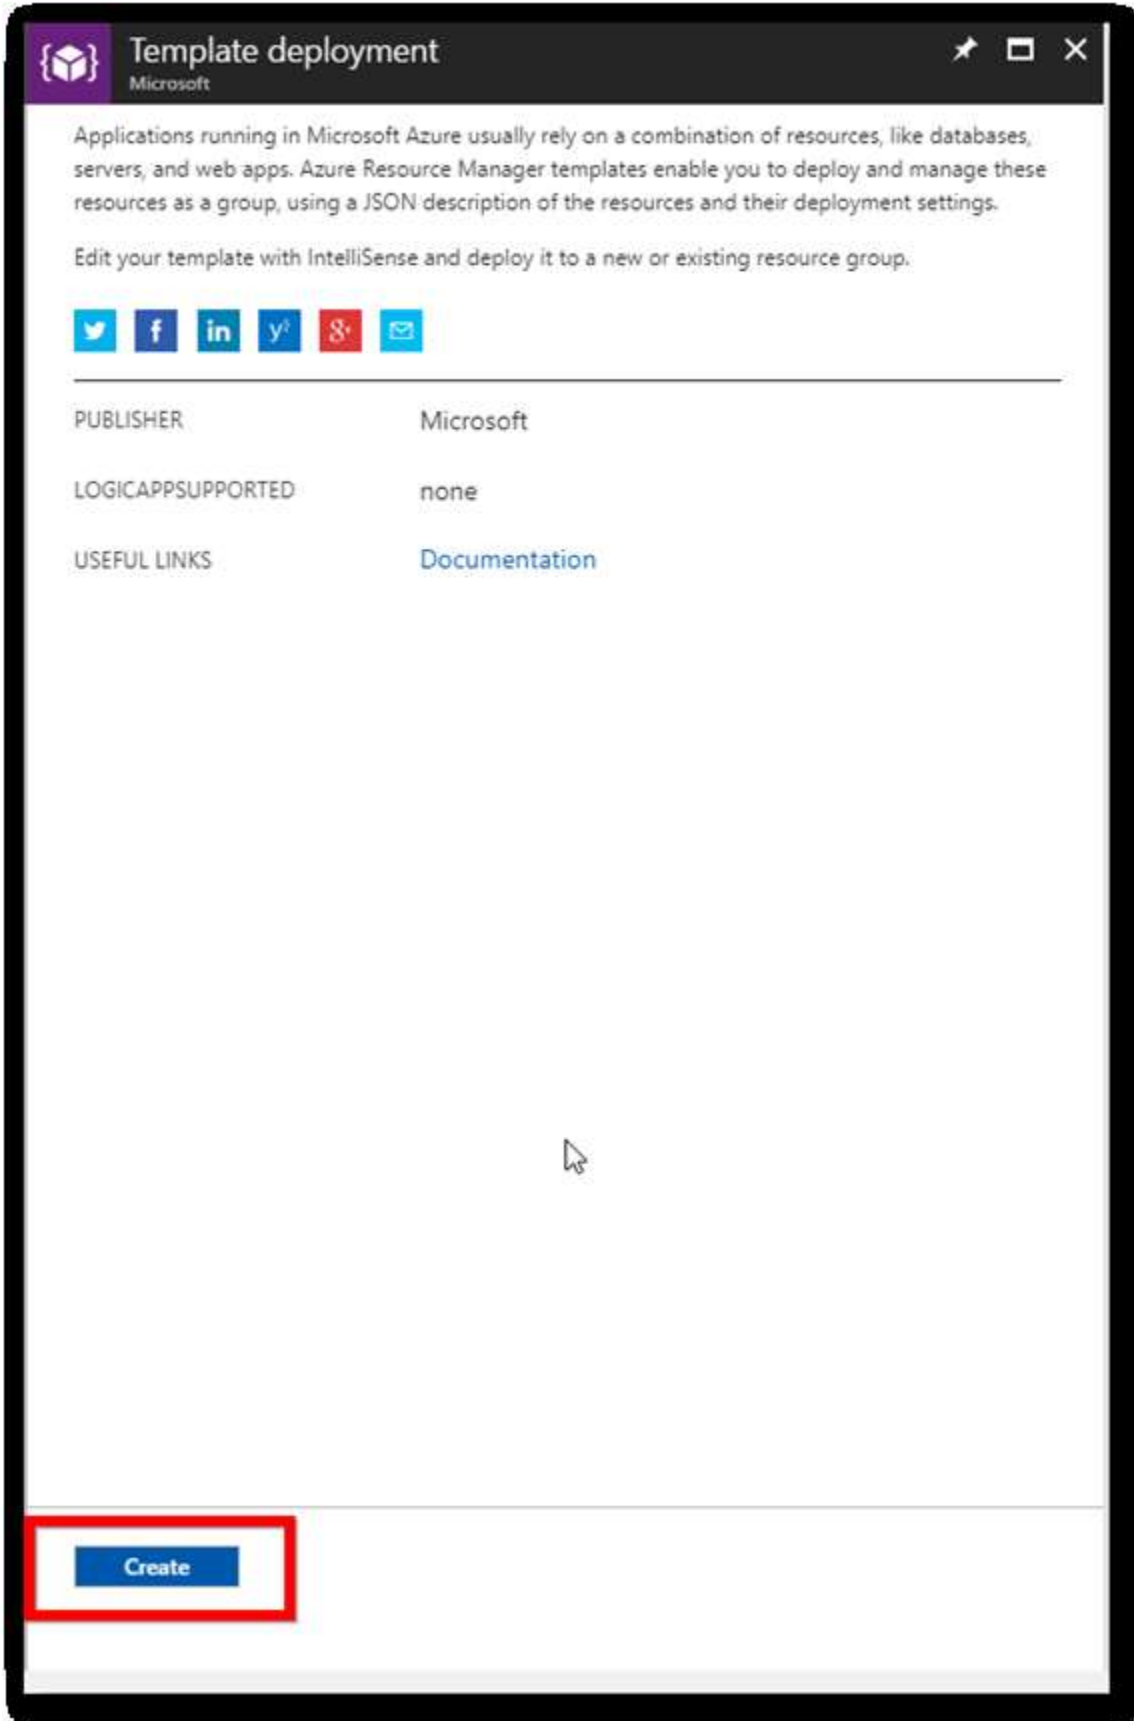 Template deployment
Microsoft
Applications running in Microsoft Azure usually rely on a combination of resources, like databases,
servers, and web apps. Azure Resource Manager templates enable you to deploy and manage these
resources as a group, using a JSON description of the resources and their deployment settings.
Edit your template with IntelliSense and deploy it to a new or existing resource group.
PUBLISHER Microsoft
LOGICAPPSUPPORTED none
USEFUL LINKS Documentation
Create